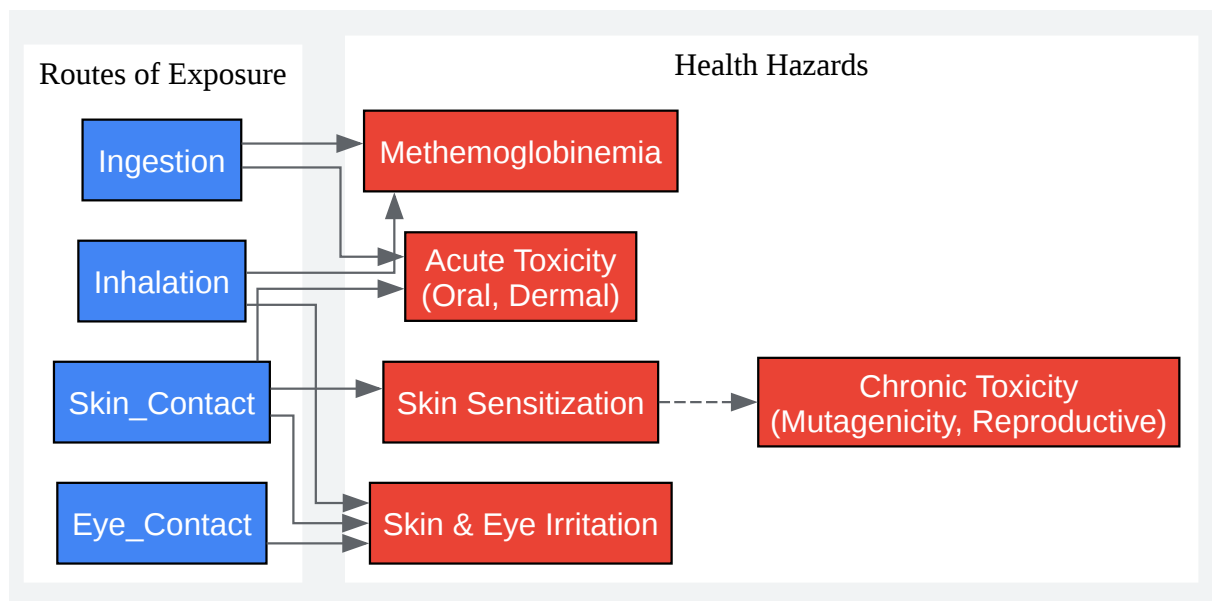 Routes of Exposure
Health Hazards
Ingestion
Methemoglobinemia
Inhalation
Acute Toxicity
(Oral, Dermal)
Skin_Contact
Skin Sensitization
Chronic Toxicity
(Mutagenicity, Reproductive)
Eye_Contact
Skin & Eye Irritation